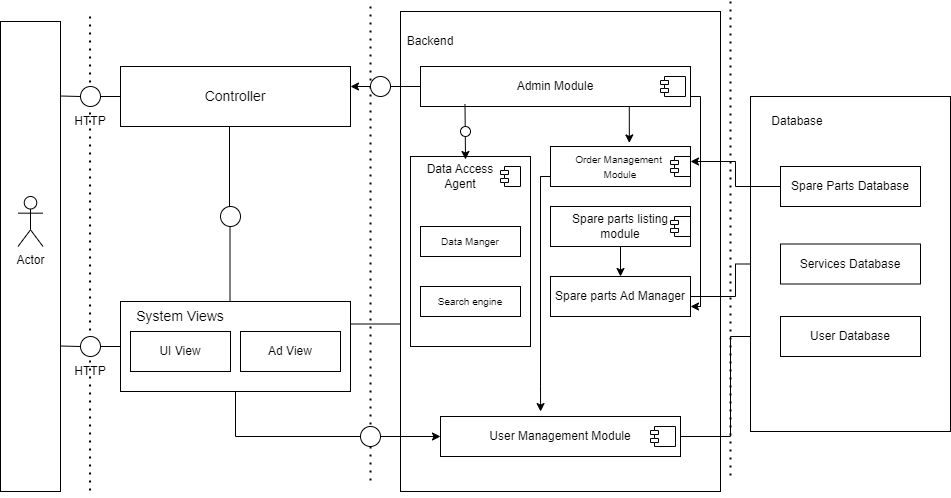 Backend
Controller
Admin Module
HTTP
Database
Order Management
Module
Data Access
Agent
Spare Parts Database
Actor
Spare parts listing
module
Data Manger
Services Database
Search engine
Spare parts Ad Manager
System Views
UI View
Ad View
User Database
HTTP
User Management Module